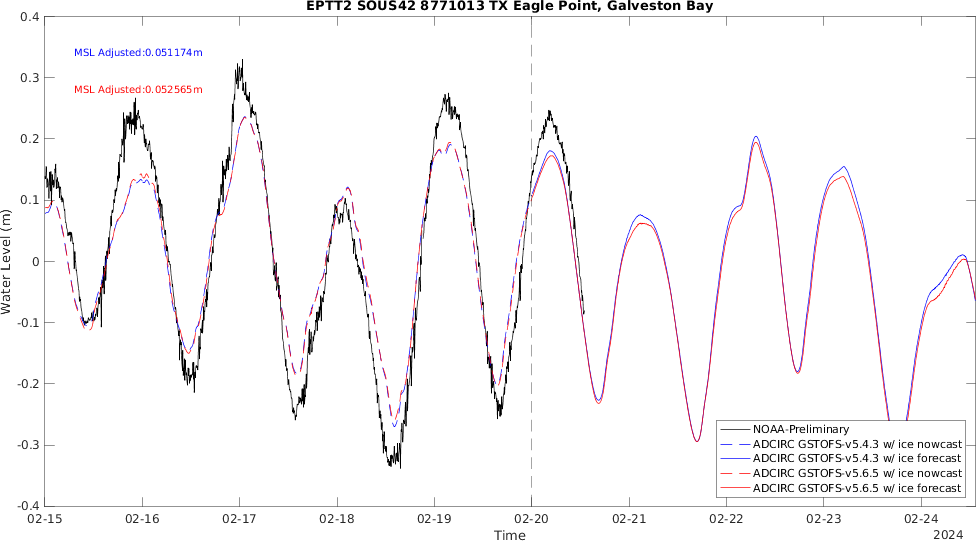 EPTT2 SOUS42 8771013 TX Eagle Point, Galveston Bay
0.4
MSL Adjusted:0.051174m
0.3
MSL Adjusted:0.052565m
0.2
0.1
0
-0.1
-0.2
-0.3
-0.4
Water Level (m)
NOAA-Preliminary
ADCIRC GSTOFS-v5.4.3 w/ ice nowcast
ADCIRC GSTOFS-v5.4.3 w/ ice forecast
ADCIRC GSTOFS-v5.6.5 w/ ice nowcast
ADCIRC GSTOFS-v5.6.5 w/ ice forecast
02-15 02-16 02-17 02-18 02-19 02-20 02-21 02-22 02-23 02-24
Time
2024